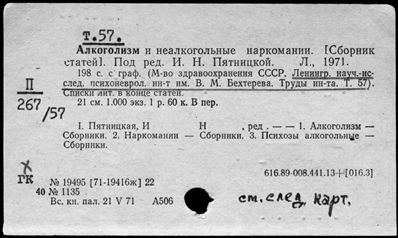 т.57.
Алкоголизм и неалкогольные наркомании. [Сборник
статей]. Под ред. И. Н. Пятницкой. Л., 1971.
198 с. с граф. (М-во здравоохранения СССР. Ленингр. науч.-ис-
след. психоневрол. ин-т им. В. М. Бехтерева. Труды ин-та. Т. 57).
Списки лит. в конце статей.
21 см. 1.000 экз. 1 р. 60 к. В пер.
II
267
/57
1. Пятницкая, И Н , ред. — — 1. Алкоголизм —
Сборники. 2. Наркомании — Сборники. 3. Психозы алкогольные —
Сборники.
616.89-008.441.13+[016.3]
ГК
№ 19495 [71-19416ж] 22
40 № 1135
Вс. кн. пал. 21 V 71 А506
ст. след. карт.